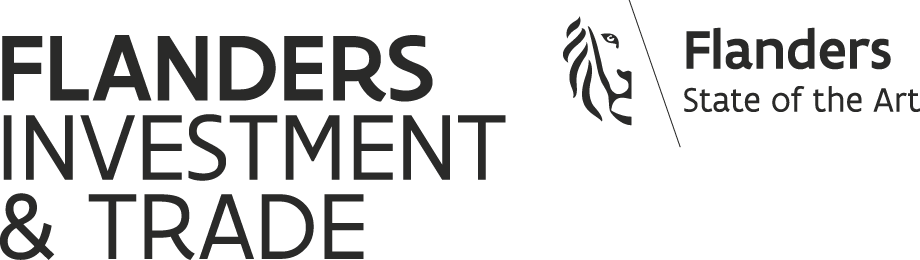 FLANDERS
INVESTMENT
& TRADE
Flanders
State of the Art